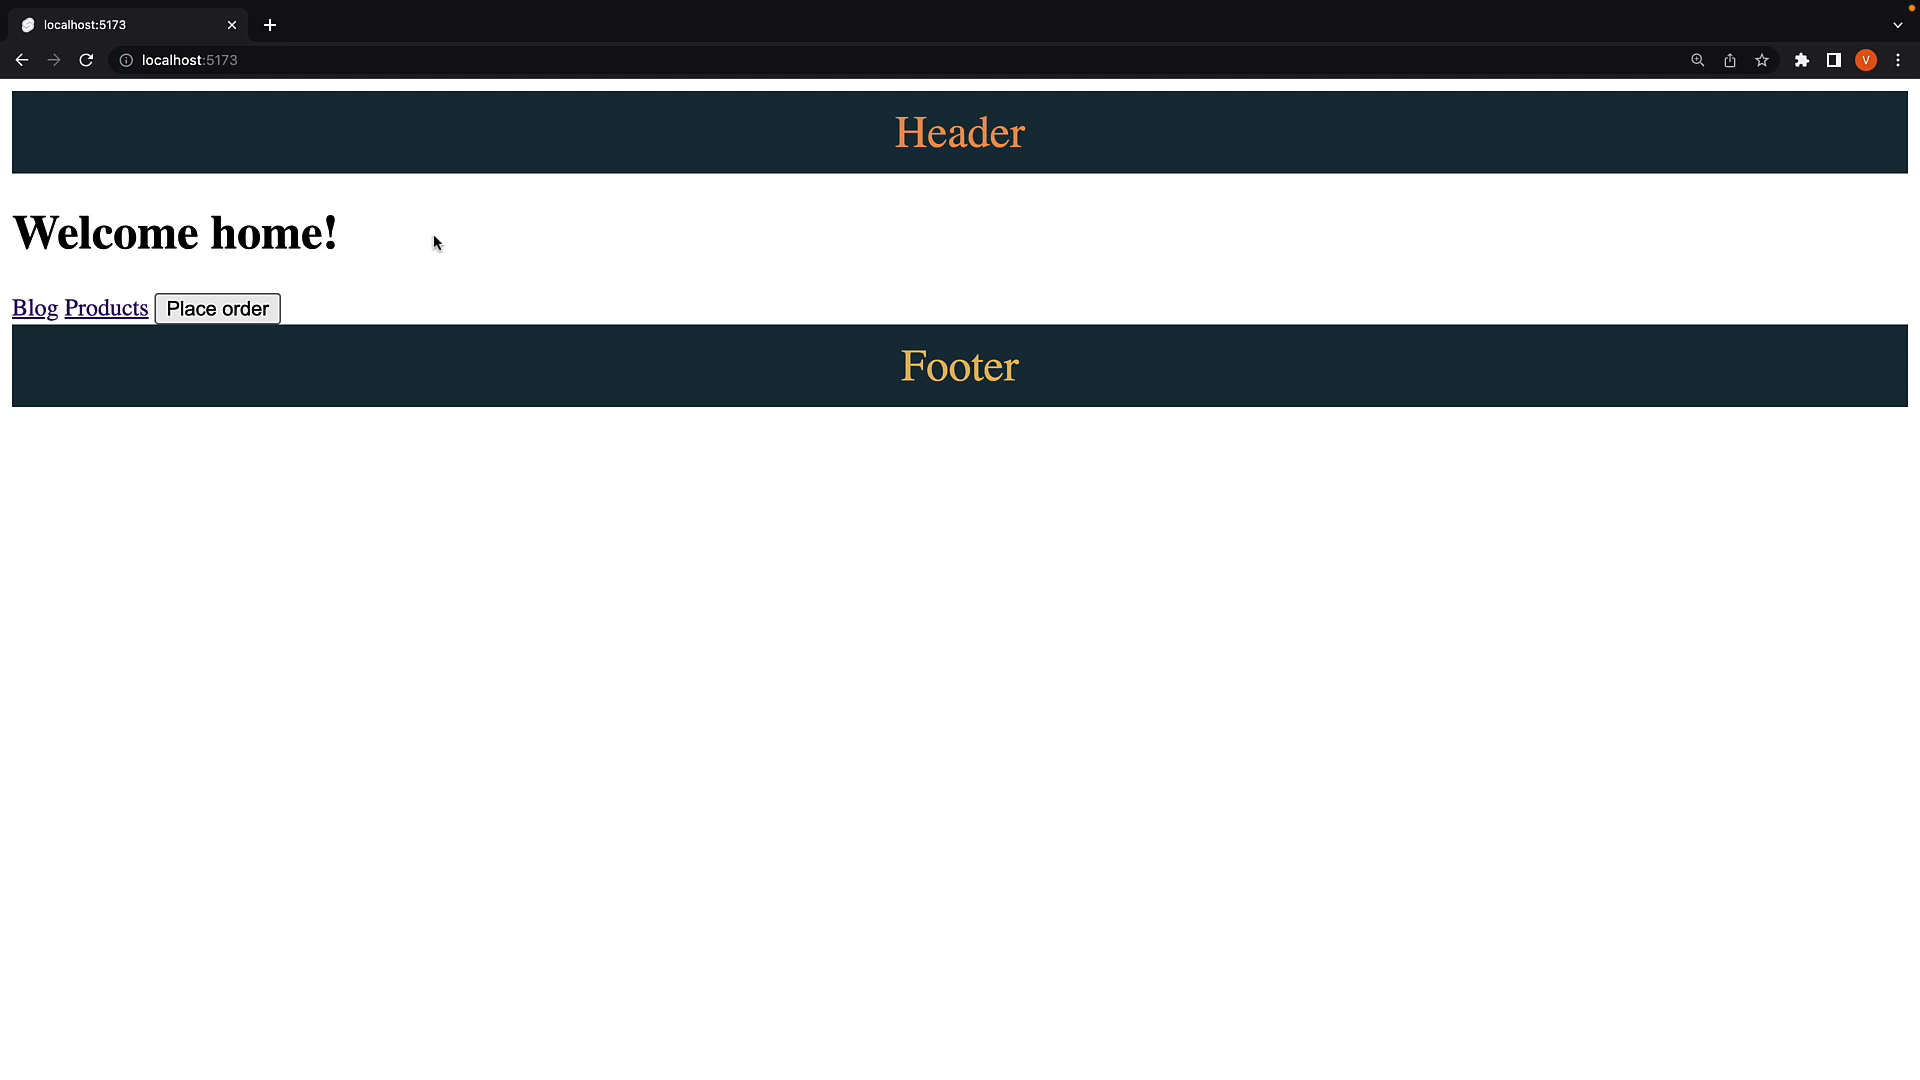 localhost:5173
localhost:5173
V
Header
Welcome home!
Blog Products Place order
Footer